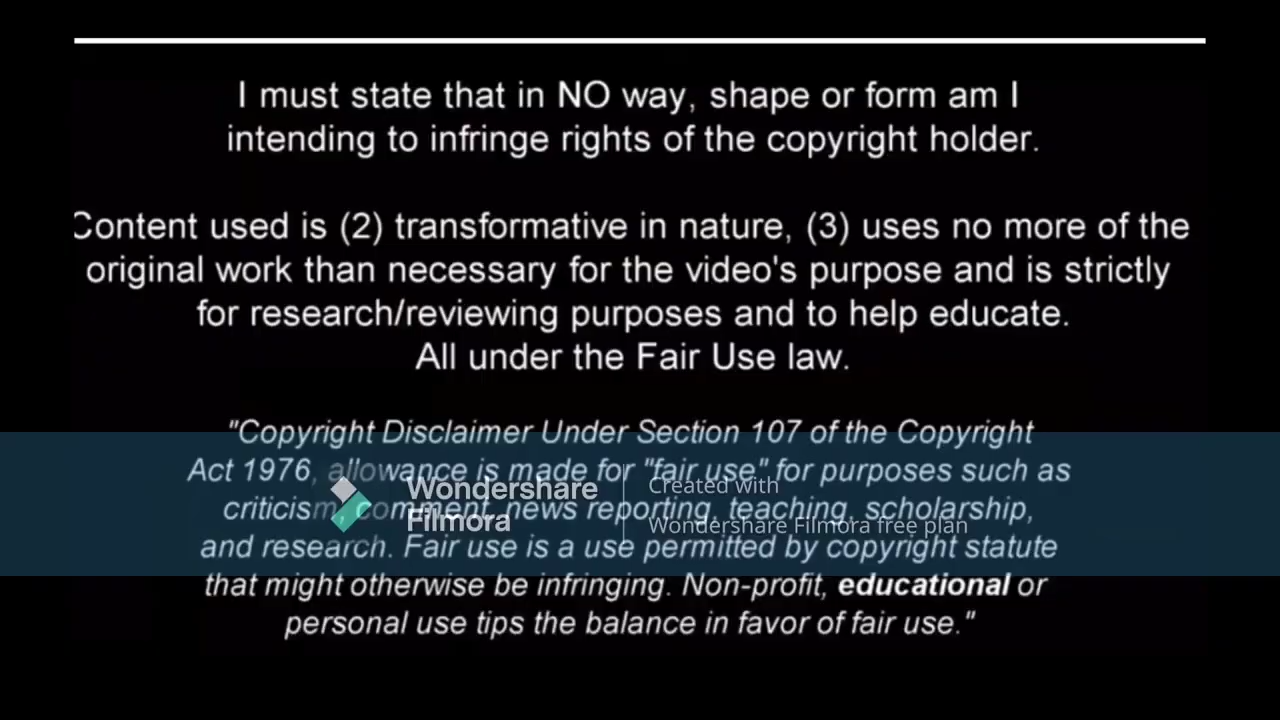 I must state that in NO way, shape or form am I
intending to infringe rights of the copyright holder.
Content used is (2) transformative in nature, (3) uses no more of the
original work than necessary for the video's purpose and is strictly
for research/reviewing purposes and to help educate.
All under the Fair Use law.
"Copyright Disclaimer Under Section 107 of the Copyright
Act 1976, allowance is made for "fair use" for purposes such as
criticism, comment, news reporting, teaching, scholarship,
and research. Fair use is a use permitted by copyright statute
that might otherwise be infringing. Non-profit, educational or
personal use tips the balance in favor of fair use."
Wondershare
Filmora
Created with
Wondershare Filmora free plan